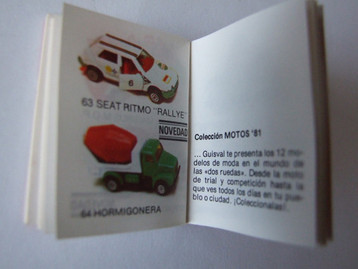 63 SEAT RITMO "RALLYE"
NOVEDAD
64 HORMIGONERA
Colección MOTOS '81
... Guisval te presenta los 12 mo-
delos de moda en el mundo de
las «dos ruedas». Desde la moto
de trial y competición hasta la
que ves todos los días en tu pue-
blo o ciudad. ¡Coleccionalas!.